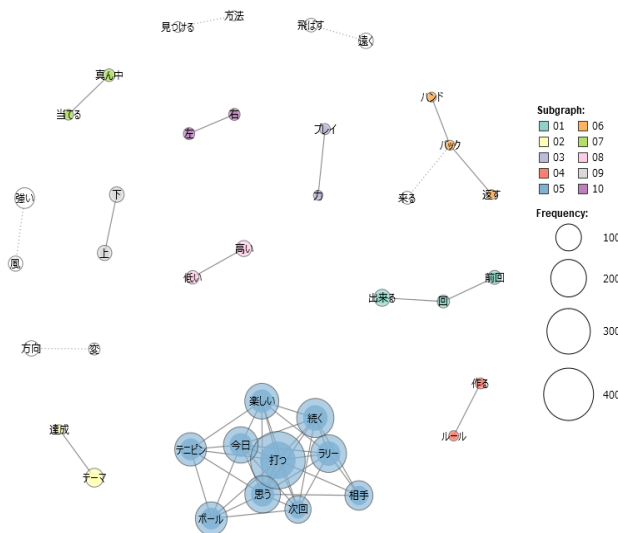 方法
見つける
飛ばす
遠く
真ん中
当てる
右
左
プレイ
力
ハンド
バック
来る
返す
Subgraph:
01
02
03
04
05
06
07
08
09
10
Frequency:
100
200
300
400
強い
風
下
上
高い
低い
前回
出来る
回
方向
変
作る
ルール
達成
テーマ
楽しい
続く
テニピン
今日
打つ
ラリー
思う
相手
ボール
次回